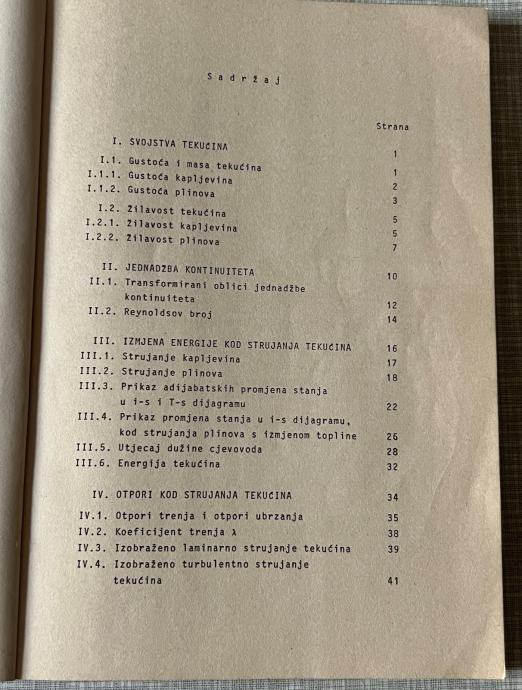 Sadržaj
Strana
I. SVOJSTVA TEKUĆINA 1
I.1. Gustoća i masa tekućina 1
I.1.1. Gustoća kapljevina 2
I.1.2. Gustoća plinova 3
I.2. Žilavost tekućina 5
I.2.1. Žilavost kapljevina 5
I.2.2. Žilavost plinova 7
II. JEDNADŽBA KONTINUITETA 10
II.1. Transformirani oblici jednadžbe
kontinuiteta 12
II.2. Reynoldsov broj 14
III. IZMJENA ENERGIJE KOD STRUJANJA TEKUĆINA 16
III.1. Strujanje kapljevina 17
III.2. Strujanje plinova 18
III.3. Prikaz adijabatskih promjena stanja
u i-s i T-s dijagramu 22
III.4. Prikaz promjena stanja u i-s dijagramu,
kod strujanja plinova s izmjenom topline 26
III.5. Utjecaj dužine cjevovoda 28
III.6. Energija tekućina 32
IV. OTPORI KOD STRUJANJA TEKUĆINA 34
IV.1. Otpori trenja i otpori ubrzanja 35
IV.2. Koeficijent trenja λ 38
IV.3. Izobraženo laminarno strujanje tekućina 39
IV.4. Izobraženo turbulentno strujanje
tekućina 41